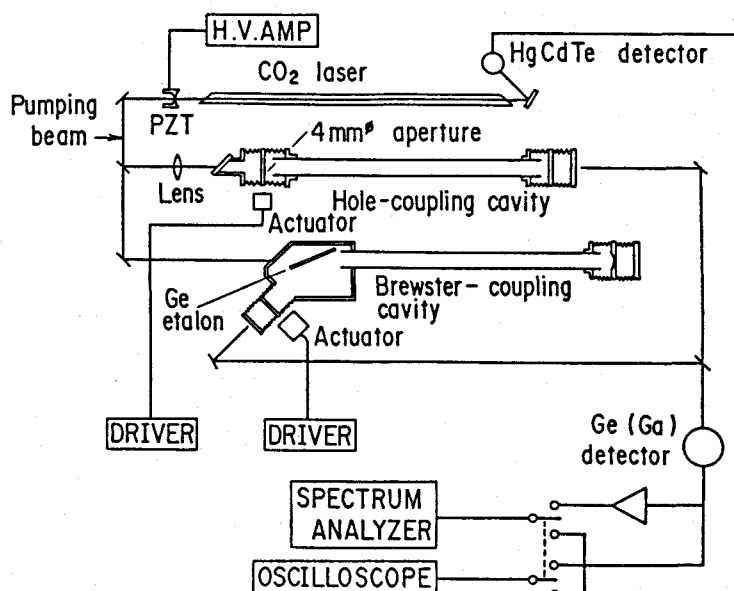 H.V.AMP
HgCdTe detector
CO₂ laser
Pumping
beam
PZT
4mmᶲ aperture
Lens
Hole-coupling cavity
Actuator
Ge
etalon
Brewster-coupling
cavity
Actuator
DRIVER
DRIVER
Ge(Ga)
detector
SPECTRUM
ANALYZER
OSCILLOSCOPE